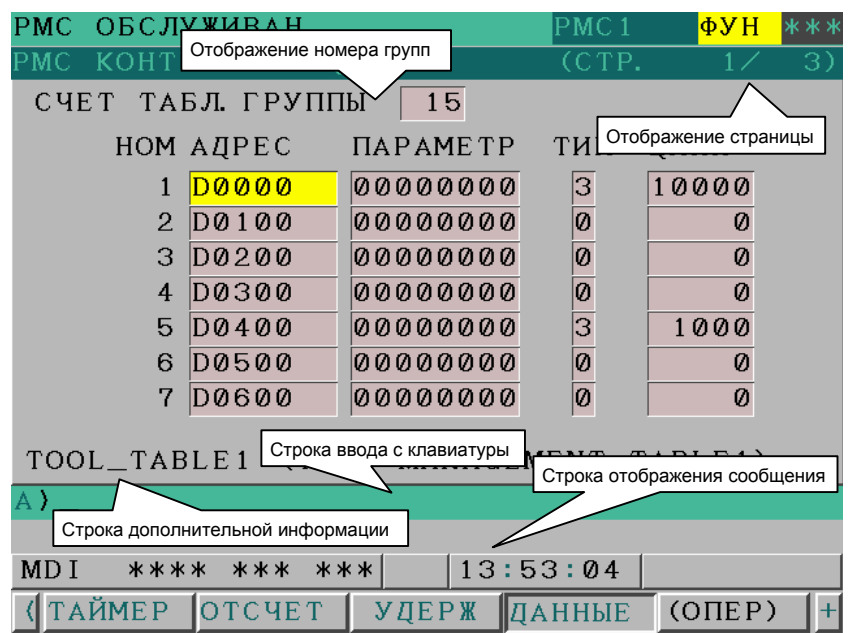 PMC ОБСЛУЖИВАН PMC1 ФУН ***
Отображение номера групп
PMC КОНТ (СТР. 1/ 3)
СЧЕТ ТАБЛ. ГРУППЫ 15
Отображение страницы
НОМ АДРЕС ПАРАМЕТР
1 D0000 00000000 3 10000
2 D0100 00000000 0 0
3 D0200 00000000 0 0
4 D0300 00000000 0 0
5 D0400 00000000 3 1000
6 D0500 00000000 0 0
7 D0600 00000000 0 0
Строка ввода с клавиатуры
TOOL_TABLE1
Строка отображения сообщения
A)
Строка дополнительной информации
MDI **** *** *** 13:53:04
( ТАЙМЕР ОТСЧЕТ УДЕРЖ ДАННЫЕ (ОПЕР) +